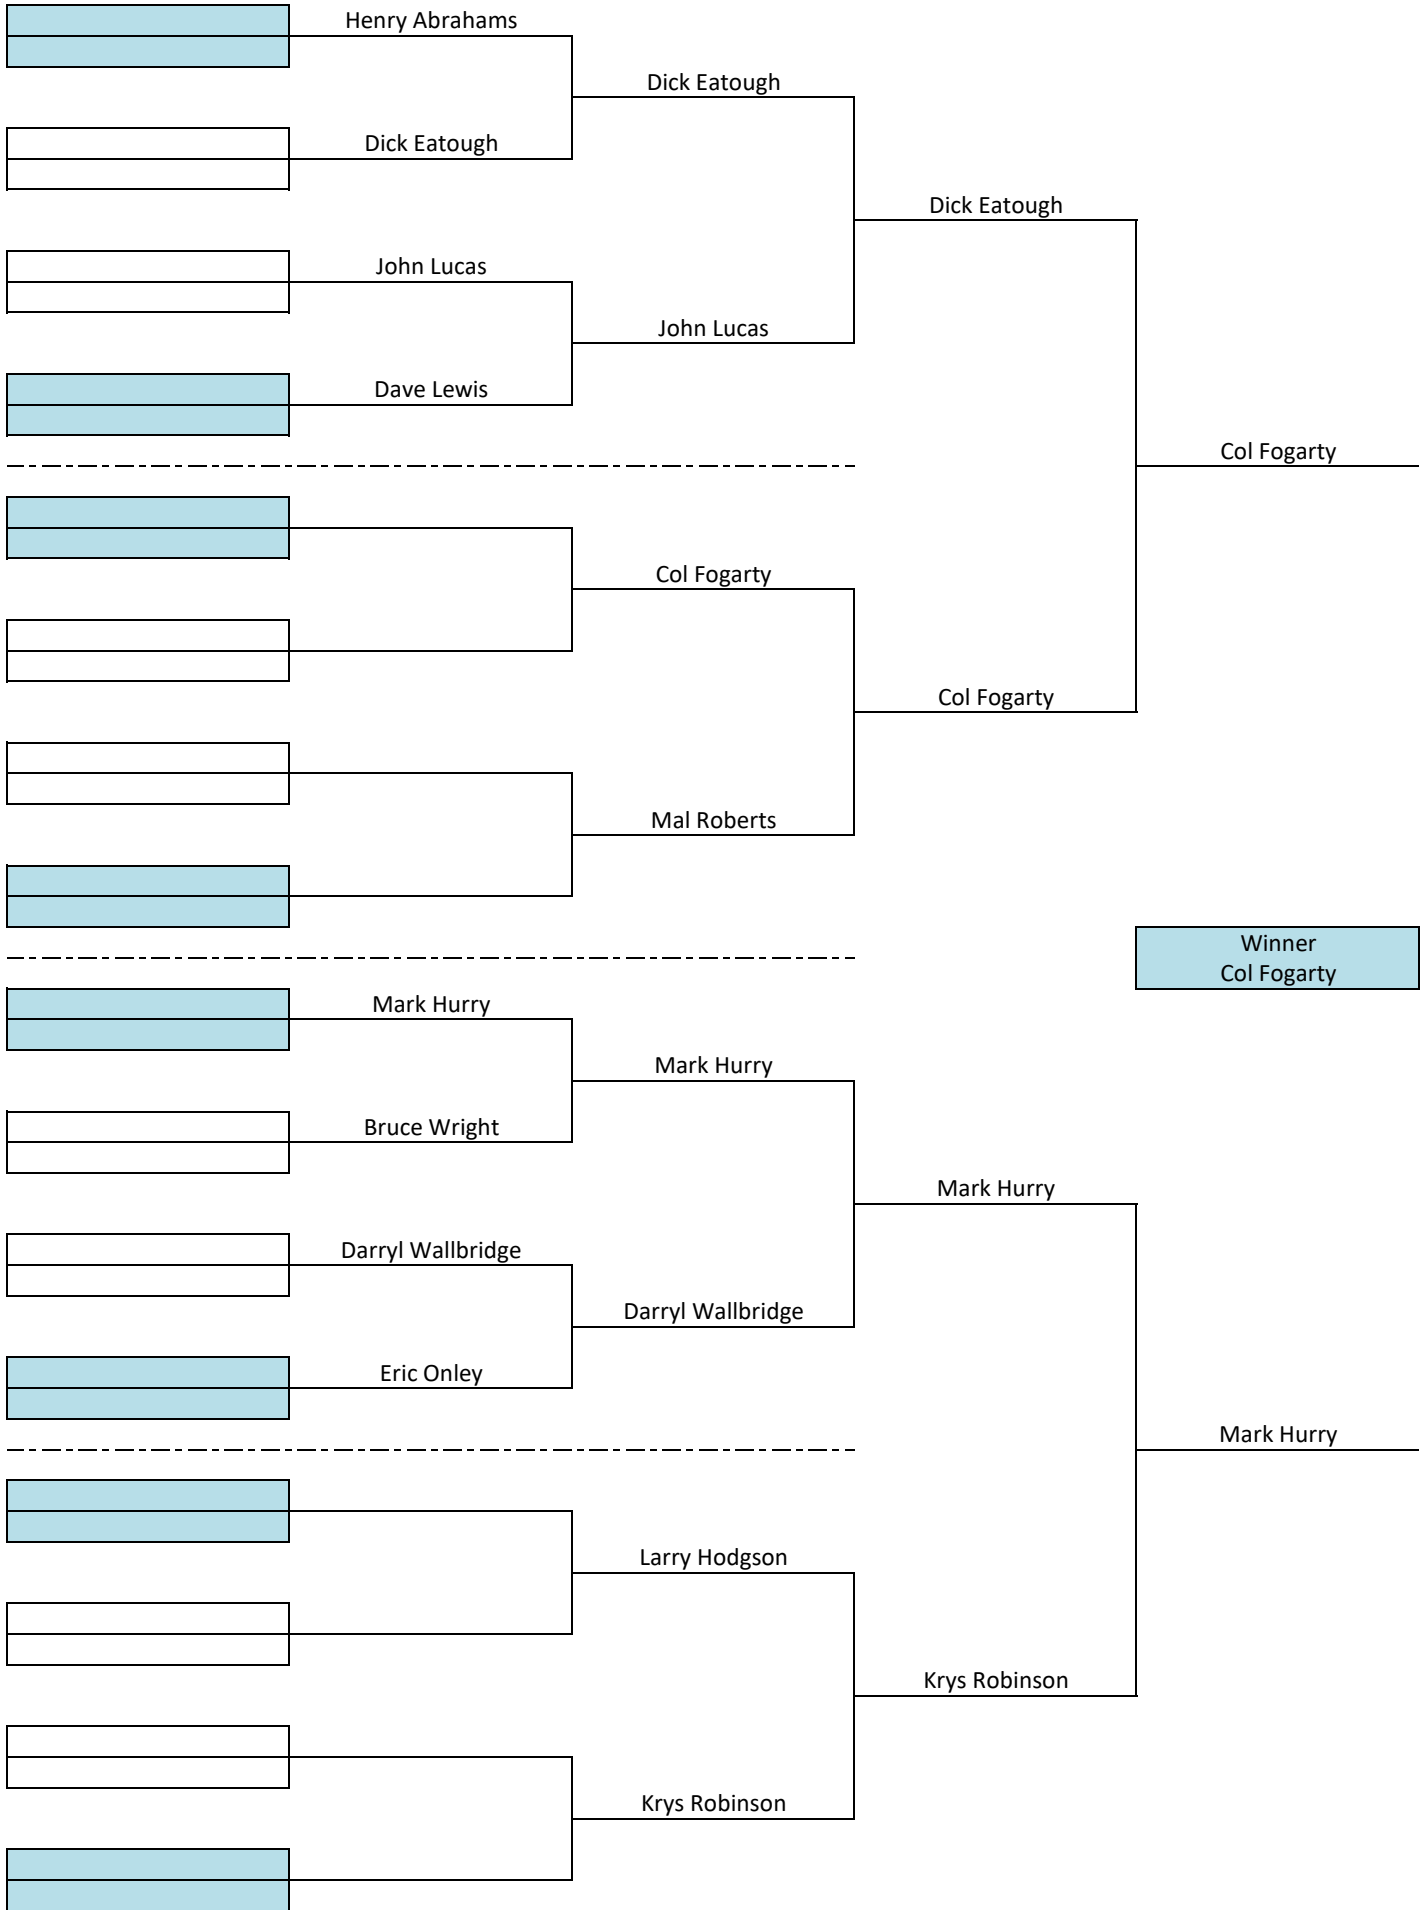 Henry Abrahams
Dick Eatough
Dick Eatough
Dick Eatough
John Lucas
John Lucas
Dave Lewis
Col Fogarty
Col Fogarty
Col Fogarty
Mal Roberts
Winner
Col Fogarty
Mark Hurry
Mark Hurry
Bruce Wright
Mark Hurry
Darryl Wallbridge
Darryl Wallbridge
Eric Onley
Mark Hurry
Larry Hodgson
Krys Robinson
Krys Robinson